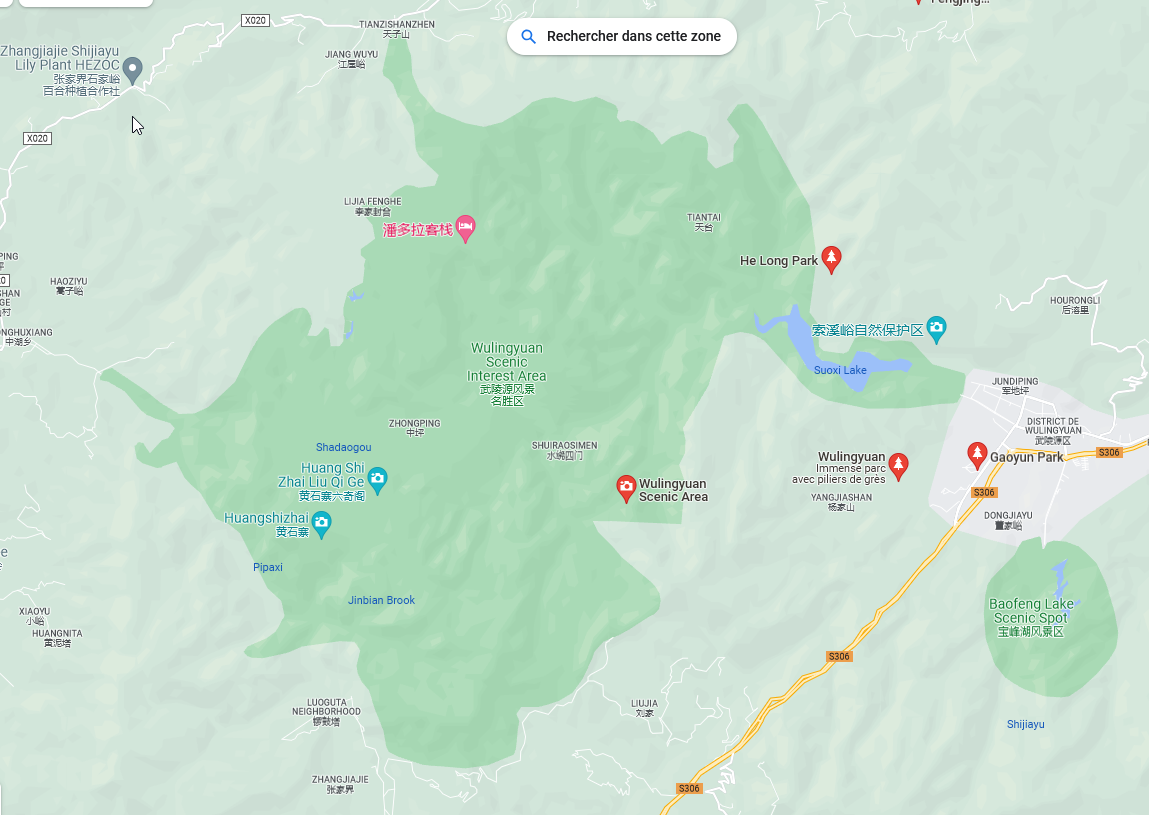 Fengjing...
X020
TIANZISHANZHEN
天子山
Rechercher dans cette zone
Zhangjiajie Shijiayu
Lily Plant HEZOC
张家界石家峪
百合种植合作社
JIANG WUYU
江屋峪
X020
LIJIA FENGHE
李家封合
潘多拉客栈
TIANTAI
天台
He Long Park
PING
HAOZIYU
蒿子峪
SHAN
GE
村
HOURONGLI
后溶里
ONGHUXIANG
中湖乡
索溪峪自然保护区
Wulingyuan
Scenic
Interest Area
武陵源风景
名胜区
Suoxi Lake
JUNDIPING
军地坪
ZHONGPING
中坪
DISTRICT DE
WULINGYUAN
武陵源区
Shadaogou
SHUIRAOSIMEN
水绕四门
Huang Shi
Zhai Liu Qi Ge
黄石寨六奇阁
Wulingyuan
Immense parc
avec piliers de grès
Gaoyun Park
S306
Wulingyuan
Scenic Area
S306
YANGJIASHAN
杨家山
Huangshizhai
黄石寨
DONGJIAYU
董家峪
Pipaxi
Jinbian Brook
Baofeng Lake
Scenic Spot
宝峰湖风景区
XIAOYU
小峪
HUANGNITA
黄泥塔
S306
LUOGUTA
NEIGHBORHOOD
锣鼓塔
LIUJIA
刘家
Shijiayu
ZHANGJIAJIE
张家界
S306